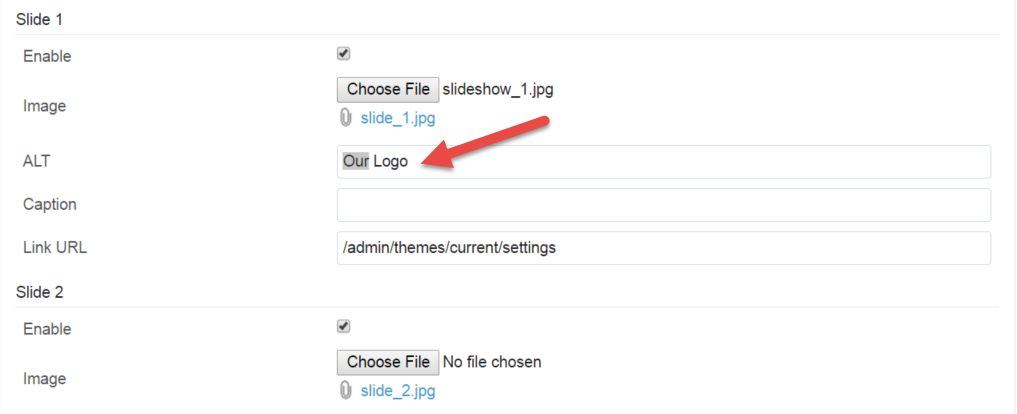 Slide 1
Enable
Image Choose File slideshow_1.jpg
slide_1.jpg
ALT Our Logo
Caption
Link URL /admin/themes/current/settings
Slide 2
Enable
Image Choose File No file chosen
slide_2.jpg